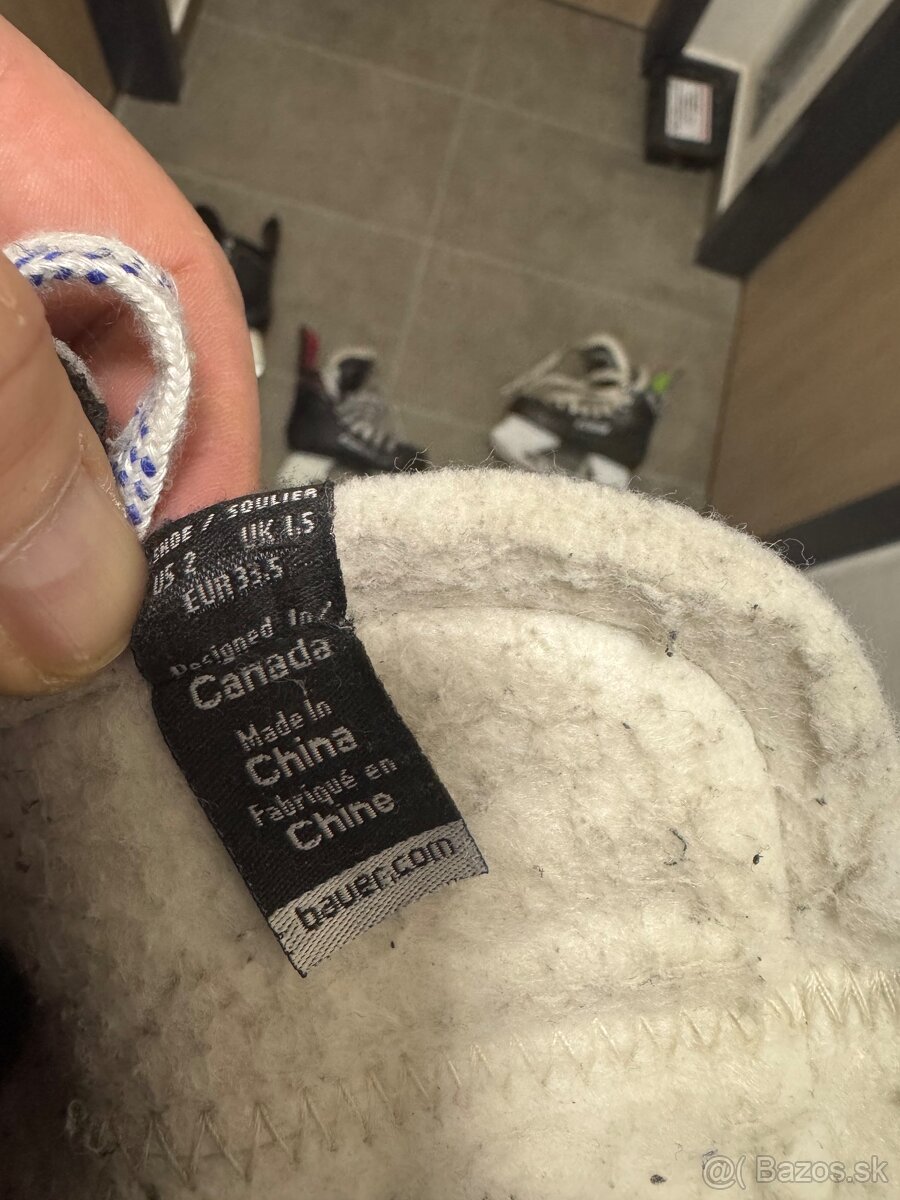 SHOE / SOULIER
US 2 UK 1.5
EUR 33.5
Designed In/
Canada
Made In
China
Fabriqué en
Chine
bauer.com
@( Bazos.sk